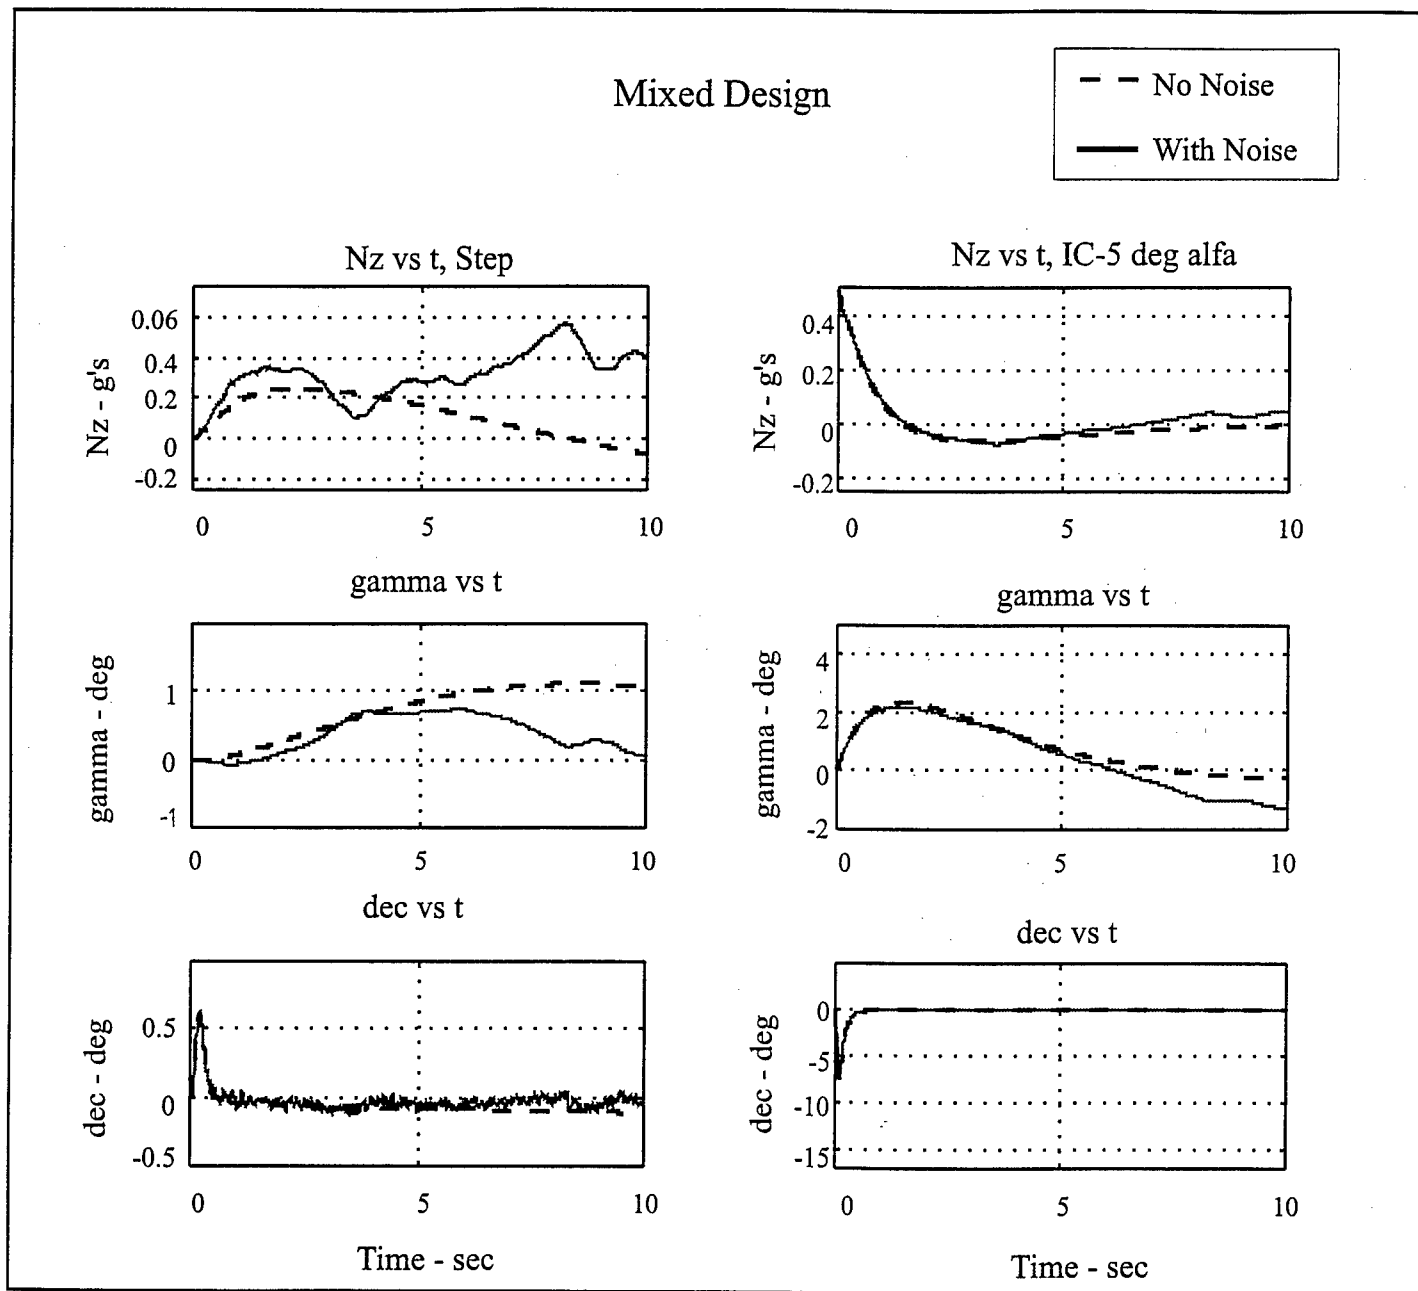 Mixed Design
No Noise
With Noise
Nz vs t, Step
Nz - g's
0.06
0.4
0.2
0
-0.2
0 5 10
Nz vs t, IC-5 deg alfa
Nz - g's
0.4
0.2
0
-0.2
0 5 10
gamma vs t
gamma - deg
1
0
-1
0 5 10
gamma vs t
gamma - deg
4
2
0
-2
0 5 10
dec vs t
dec - deg
0.5
0
-0.5
0 5 10
Time - sec
dec vs t
dec - deg
0
-5
-10
-15
0 5 10
Time - sec